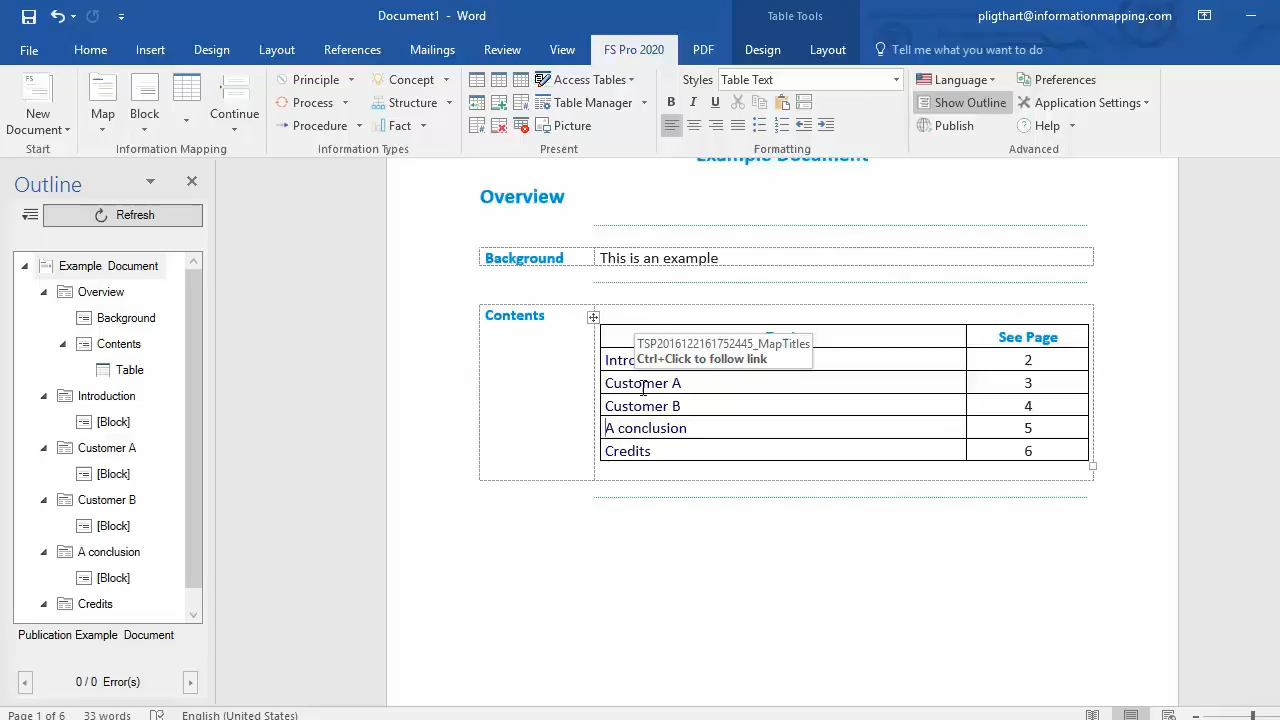 Document1 - Word
Table Tools
pligthart@informationmapping.com
File Home Insert Design Layout References Mailings Review View FS Pro 2020 PDF Design Layout Tell me what you want to do
FS Principle Concept Access Tables Styles Table Text Language Preferences
New Map Block Continue Process Structure Table Manager B I U Show Outline Application Settings
Document Procedure Fact Picture Publish Help
Start Information Mapping Information Types Present Formatting Advanced
Outline
Refresh
Example Document
Overview
Background
Contents
Table
Introduction
[Block]
Customer A
[Block]
Customer B
[Block]
A conclusion
[Block]
Credits
Publication Example Document
0 / 0 Error(s)
Example Document
Overview
Background This is an example
Contents
See Page
TSP2016122161752445_MapTitles
Ctrl+Click to follow link
2
Customer A 3
Customer B 4
A conclusion 5
Credits 6
Page 1 of 6 33 words English (United States)